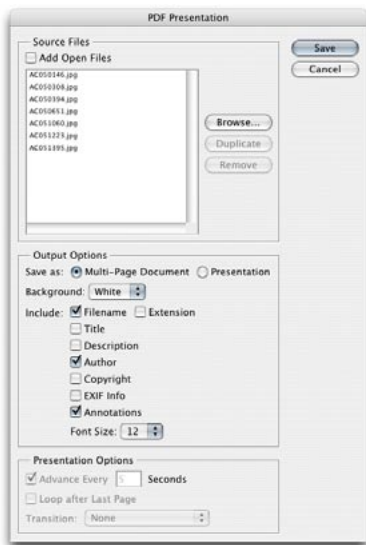 PDF Presentation
Source Files
Add Open Files
AC050146.jpg
AC050308.jpg
AC050394.jpg
AC050651.jpg
AC051060.jpg
AC051223.jpg
AC051395.jpg
Browse...
Duplicate
Remove
Save
Cancel
Output Options
Save as: Multi-Page Document Presentation
Background: White
Include: Filename Extension
Title
Description
Author
Copyright
EXIF Info
Annotations
Font Size: 12
Presentation Options
Advance Every 5 Seconds
Loop after Last Page
Transition: None